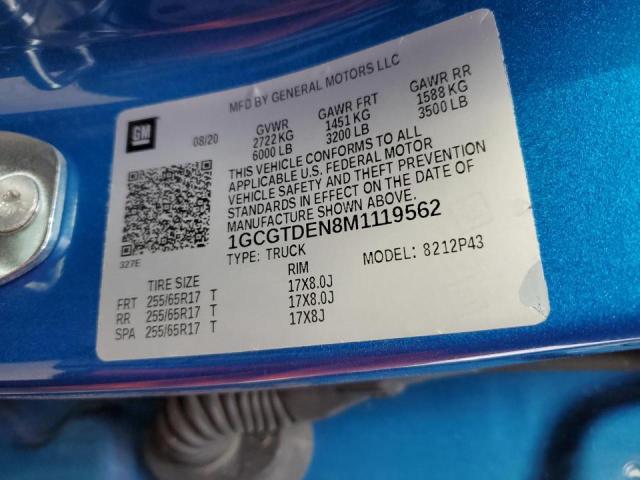 MFD BY GENERAL MOTORS LLC
GM
08/20
GVWR GAWR FRT GAWR RR
2722 KG 1451 KG 1588 KG
6000 LB 3200 LB 3500 LB
THIS VEHICLE CONFORMS TO ALL
APPLICABLE U.S. FEDERAL MOTOR
VEHICLE SAFETY AND THEFT PREVENTION
STANDARDS IN EFFECT ON THE DATE OF
MANUFACTURE SHOWN ABOVE.
1GCGTDEN8M1119562
327E
TYPE: TRUCK MODEL: 8212P43
TIRE SIZE RIM
FRT 255/65R17 T 17X8.0J
RR 255/65R17 T 17X8.0J
SPA 255/65R17 T 17X8J